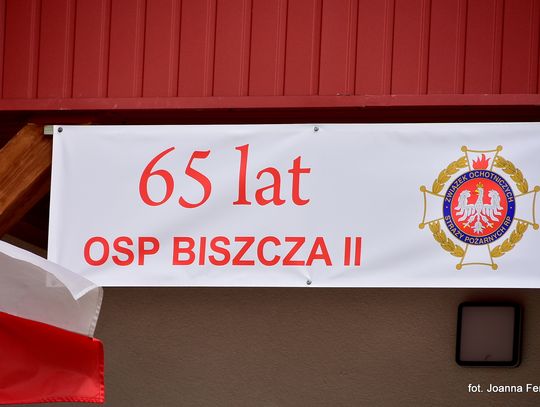 65 lat
OSP BISZCZA II
ZWIĄZEK OCHOTNICZYCH
STRAŻY POŻARNYCH RP
fot. Joanna